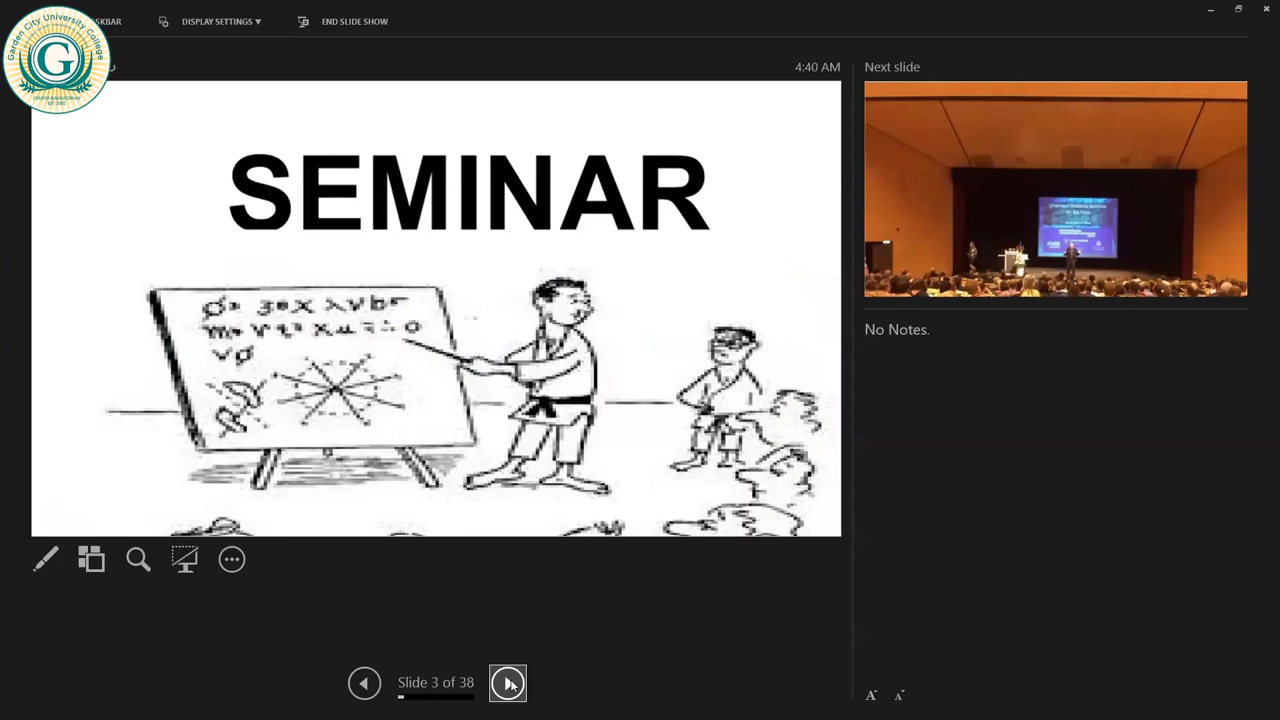 Garden City University College
G
SKBAR
DISPLAY SETTINGS ▼
END SLIDE SHOW
4:40 AM
Next slide
SEMINAR
No Notes.
Slide 3 of 38
A
A